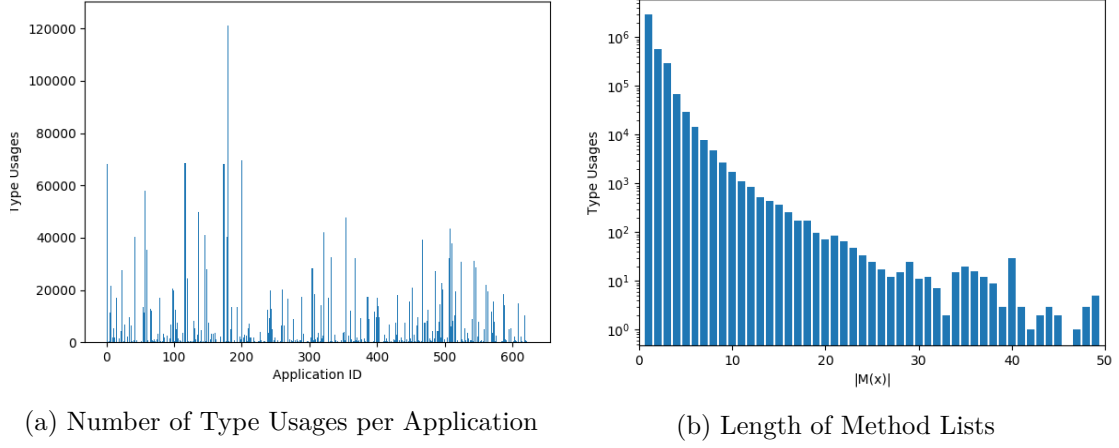 120000
100000
80000
60000
40000
20000
0
Type Usages
0 100 200 300 400 500 600
Application ID
(a) Number of Type Usages per Application
10^6
10^5
10^4
10^3
10^2
10^1
10^0
Type Usages
0 10 20 30 40 50
|M(x)|
(b) Length of Method Lists